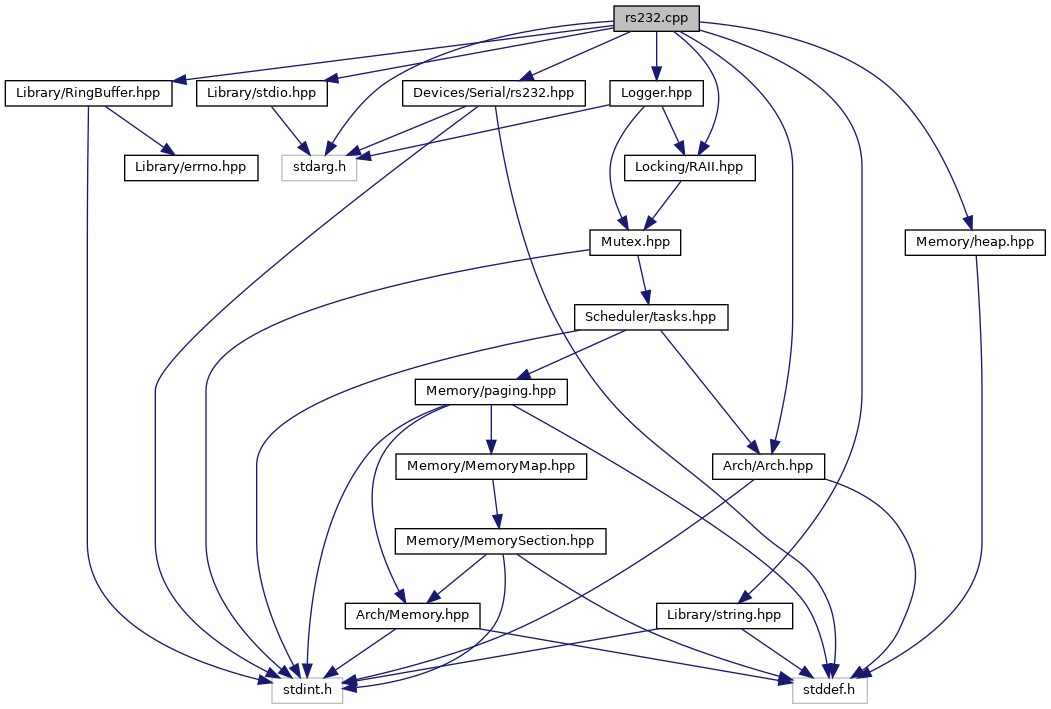 rs232.cpp
Library/RingBuffer.hpp
Library/stdio.hpp
Devices/Serial/rs232.hpp
Logger.hpp
Library/errno.hpp
stdarg.h
Locking/RAII.hpp
Mutex.hpp
Memory/heap.hpp
Scheduler/tasks.hpp
Memory/paging.hpp
Memory/MemoryMap.hpp
Arch/Arch.hpp
Memory/MemorySection.hpp
Arch/Memory.hpp
Library/string.hpp
stdint.h
stddef.h